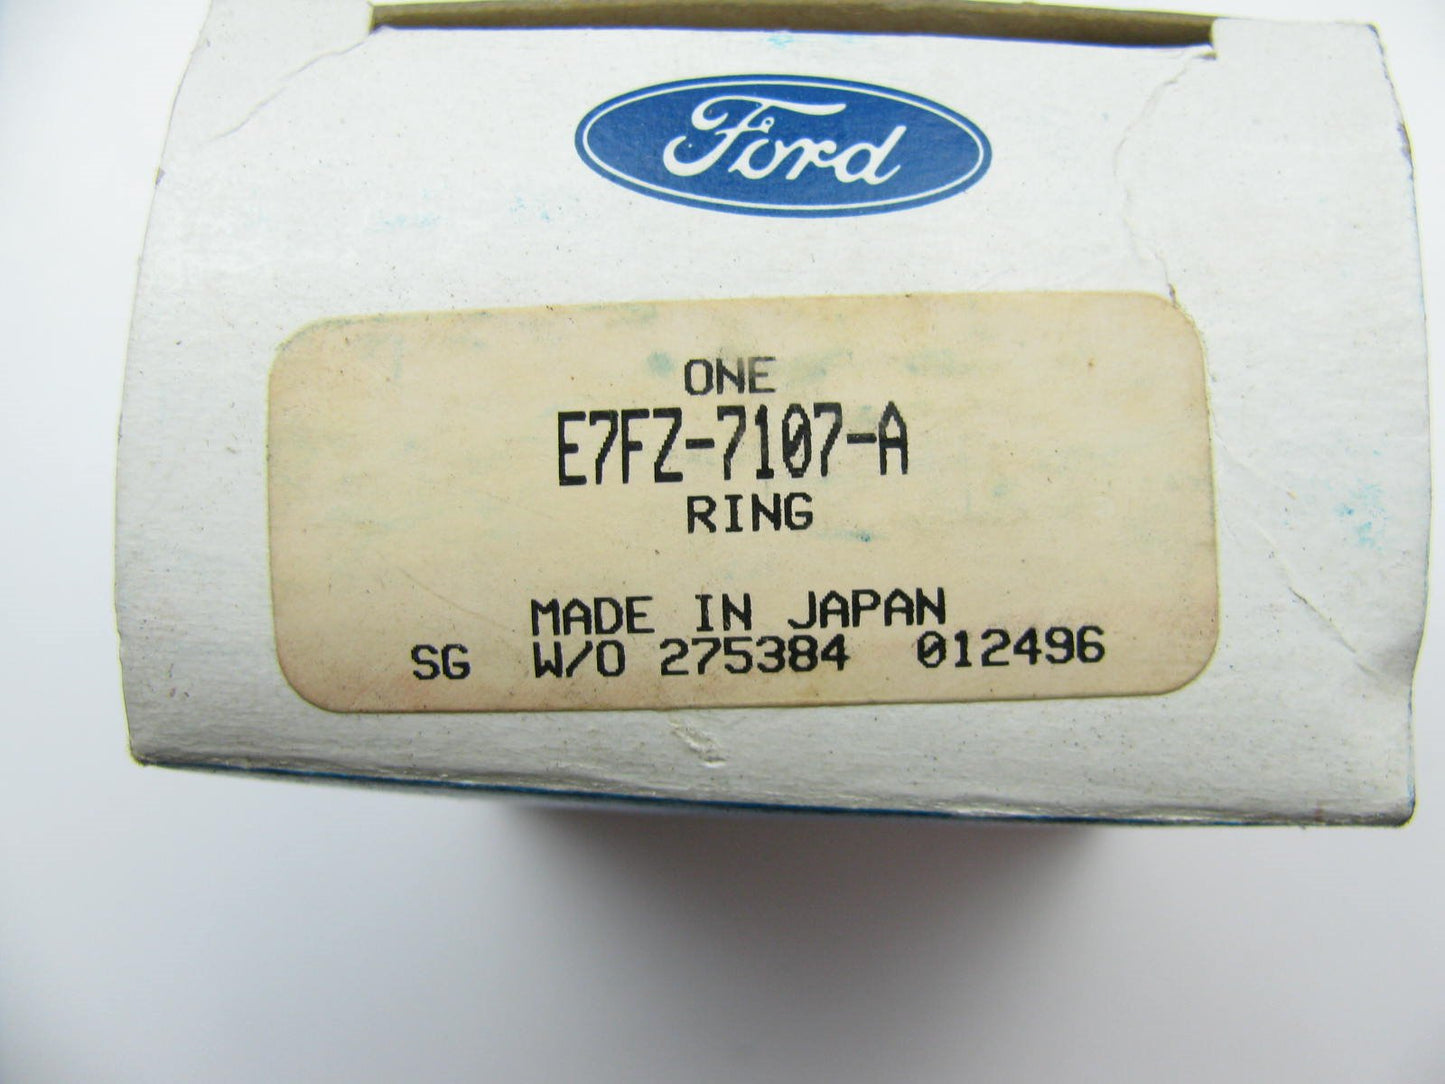 Ford
ONE
E7FZ-7107-A
RING
MADE IN JAPAN
SG W/O 275384 012496